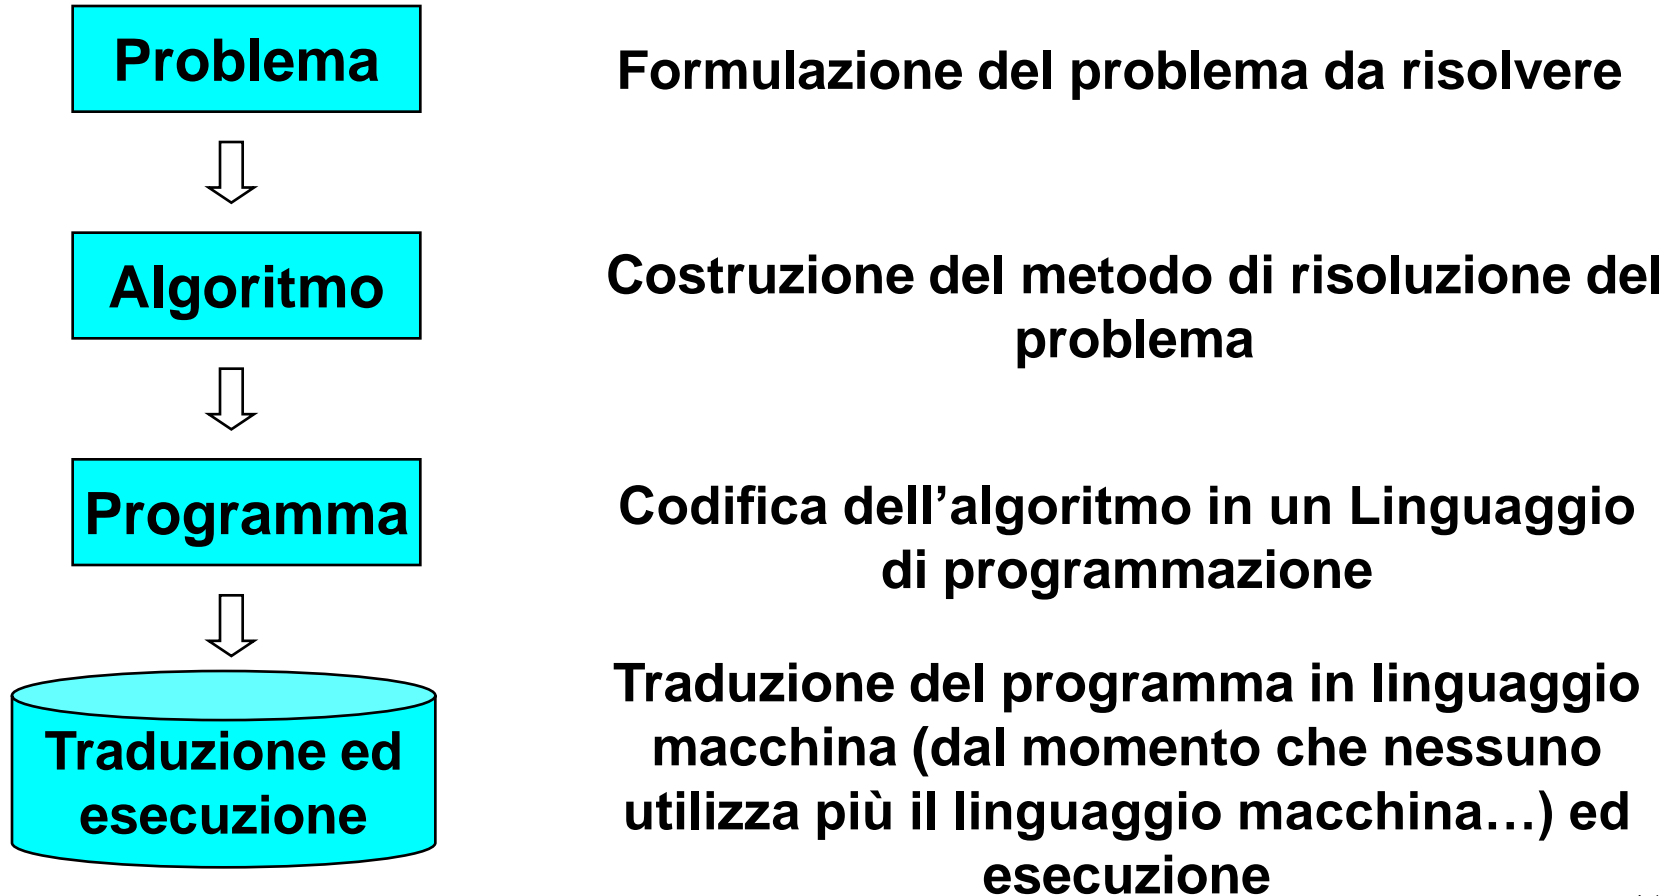 Problema
Formulazione del problema da risolvere
Algoritmo
Costruzione del metodo di risoluzione del
problema
Programma
Codifica dell’algoritmo in un Linguaggio
di programmazione
Traduzione ed
esecuzione
Traduzione del programma in linguaggio
macchina (dal momento che nessuno
utilizza più il linguaggio macchina…) ed
esecuzione